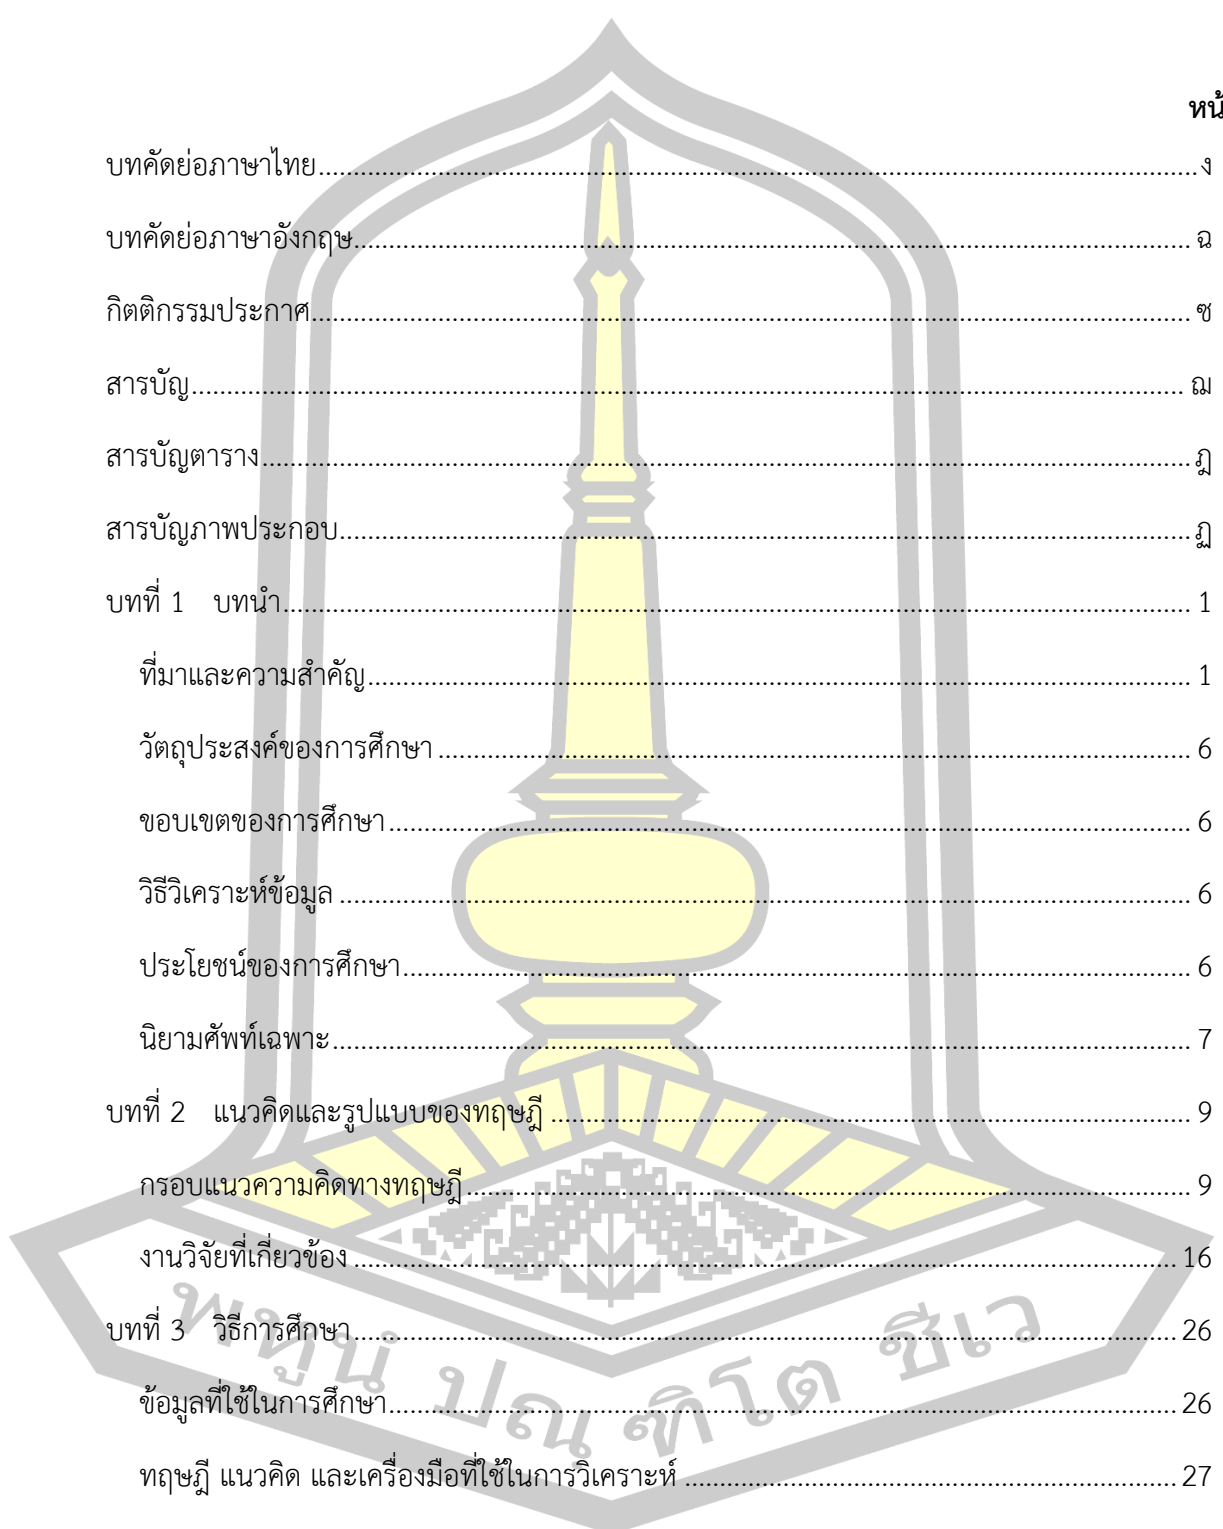 หน้
บทคัดย่อภาษาไทย....................ง
บทคัดย่อภาษาอังกฤษ....................ฉ
กิตติกรรมประกาศ....................ซ
สารบัญ....................ฌ
สารบัญตาราง....................ฎ
สารบัญภาพประกอบ....................ฏ
บทที่ 1 บทนำ....................1
ที่มาและความสำคัญ....................1
วัตถุประสงค์ของการศึกษา....................6
ขอบเขตของการศึกษา....................6
วิธีวิเคราะห์ข้อมูล....................6
ประโยชน์ของการศึกษา....................6
นิยามศัพท์เฉพาะ....................7
บทที่ 2 แนวคิดและรูปแบบของทฤษฎี....................9
กรอบแนวความคิดทางทฤษฎี....................9
งานวิจัยที่เกี่ยวข้อง....................16
บทที่ 3 วิธีการศึกษา....................26
ข้อมูลที่ใช้ในการศึกษา....................26
ทฤษฎี แนวคิด และเครื่องมือที่ใช้ในการวิเคราะห์....................27
พหูนํ ปณฺฑิโต ชีเว